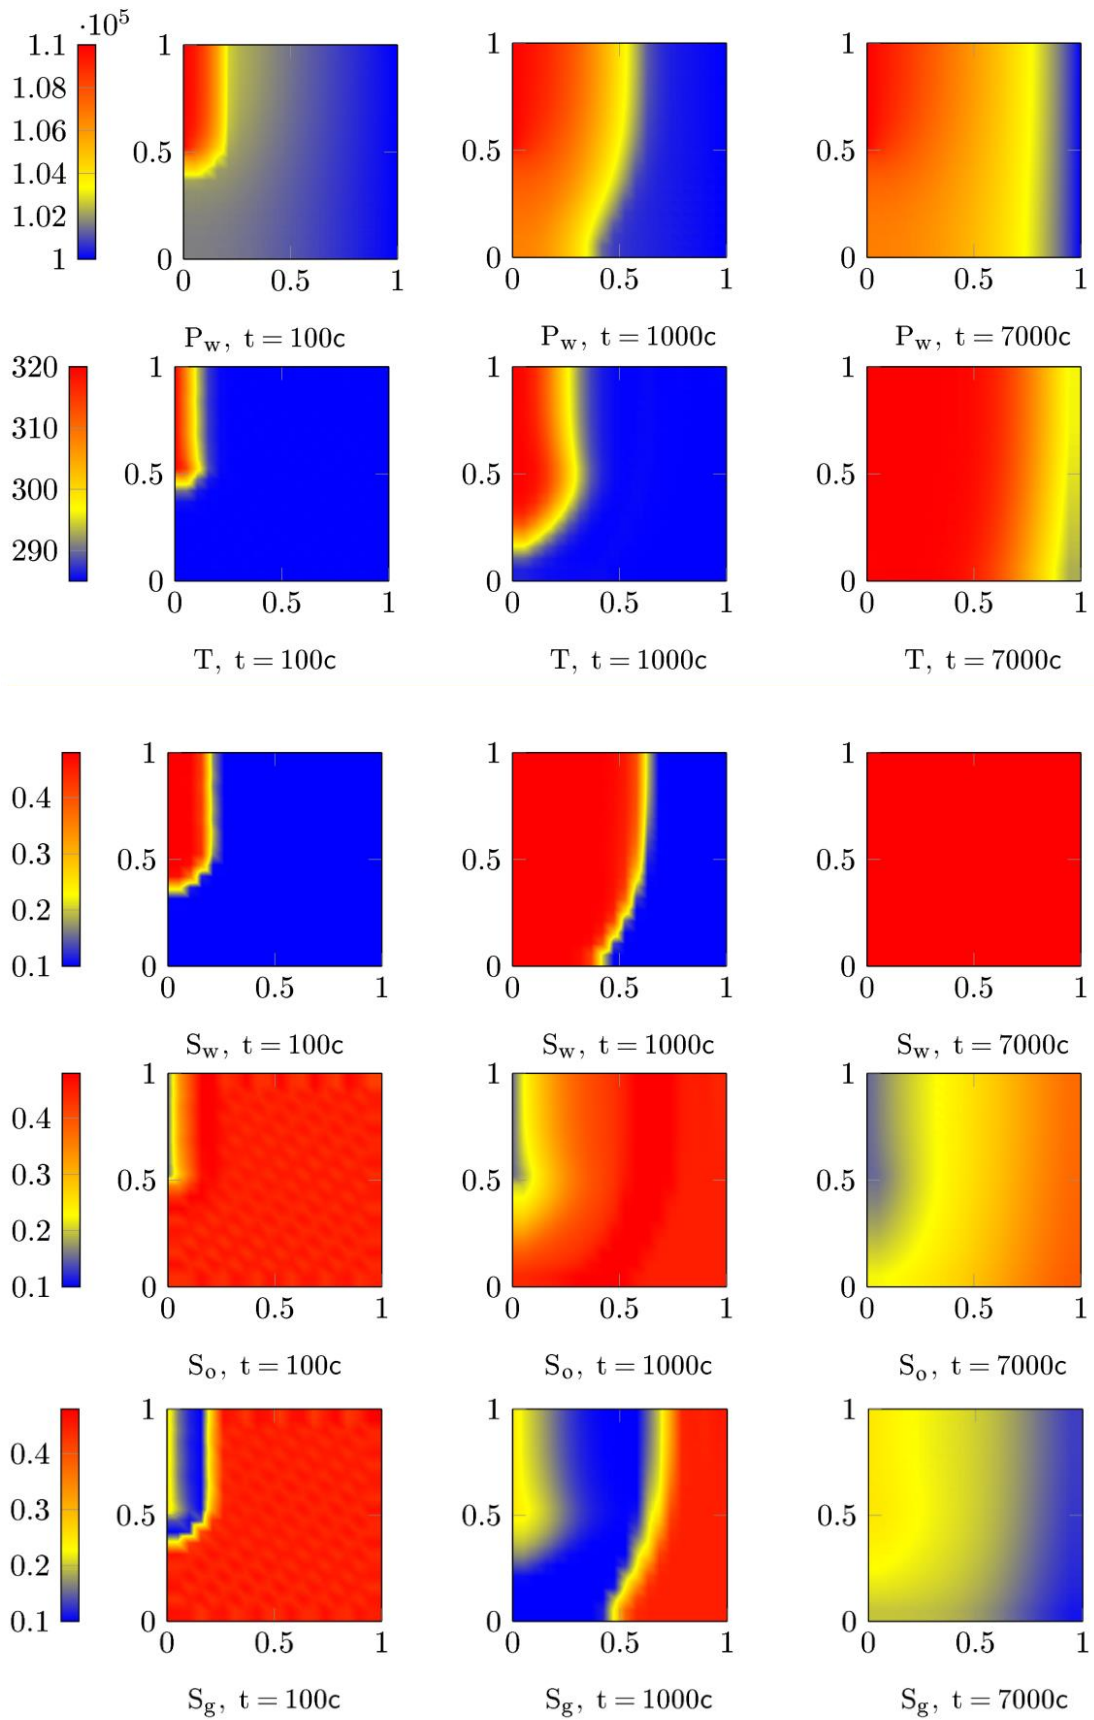 ·10⁵
1.1 1
1.08
1.06
1.04 0.5
1.02
1 0
0 0.5 1
P_w, t = 100c
1
0.5
0
0 0.5 1
P_w, t = 1000c
1
0.5
0
0 0.5 1
P_w, t = 7000c
320 1
310
300 0.5
290
0
0 0.5 1
T, t = 100c
1
0.5
0
0 0.5 1
T, t = 1000c
1
0.5
0
0 0.5 1
T, t = 7000c
1
0.4
0.3 0.5
0.2
0.1 0
0 0.5 1
S_w, t = 100c
1
0.5
0
0 0.5 1
S_w, t = 1000c
1
0.5
0
0 0.5 1
S_w, t = 7000c
1
0.4
0.3 0.5
0.2
0.1 0
0 0.5 1
S_o, t = 100c
1
0.5
0
0 0.5 1
S_o, t = 1000c
1
0.5
0
0 0.5 1
S_o, t = 7000c
1
0.4
0.3 0.5
0.2
0.1 0
0 0.5 1
S_g, t = 100c
1
0.5
0
0 0.5 1
S_g, t = 1000c
1
0.5
0
0 0.5 1
S_g, t = 7000c